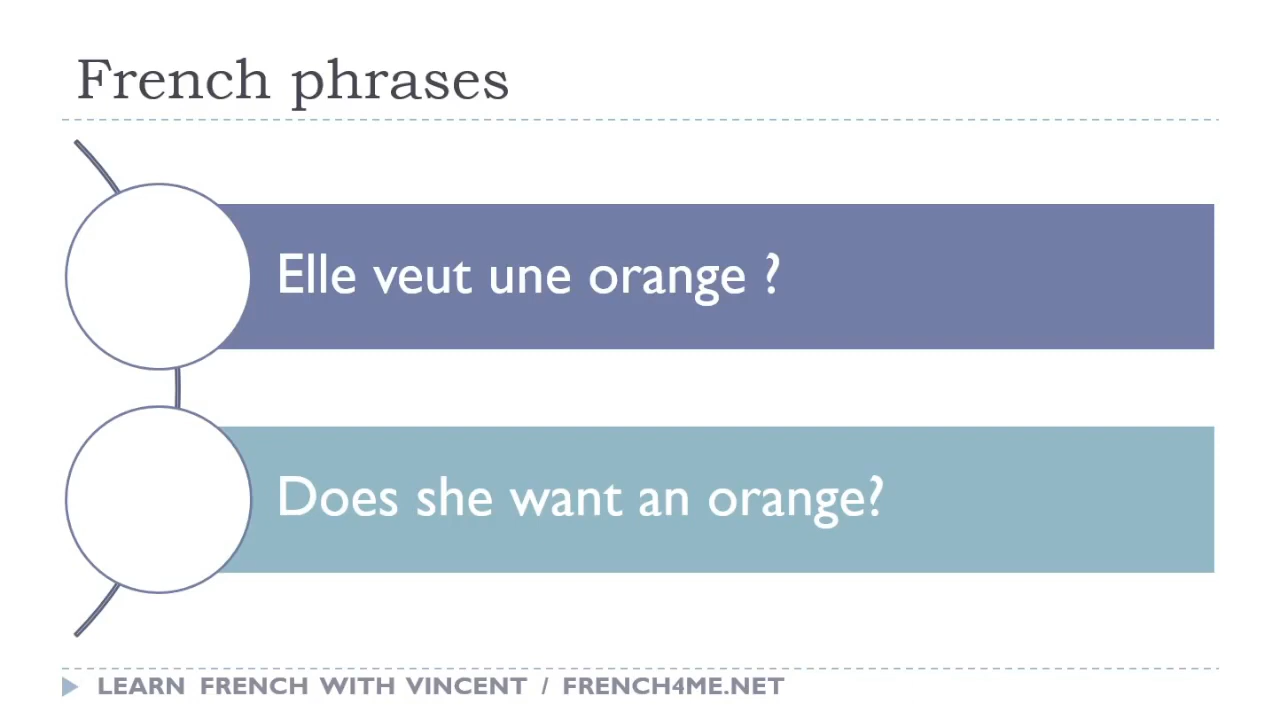 French phrases
Elle veut une orange ?
Does she want an orange?
LEARN FRENCH WITH VINCENT / FRENCH4ME.NET